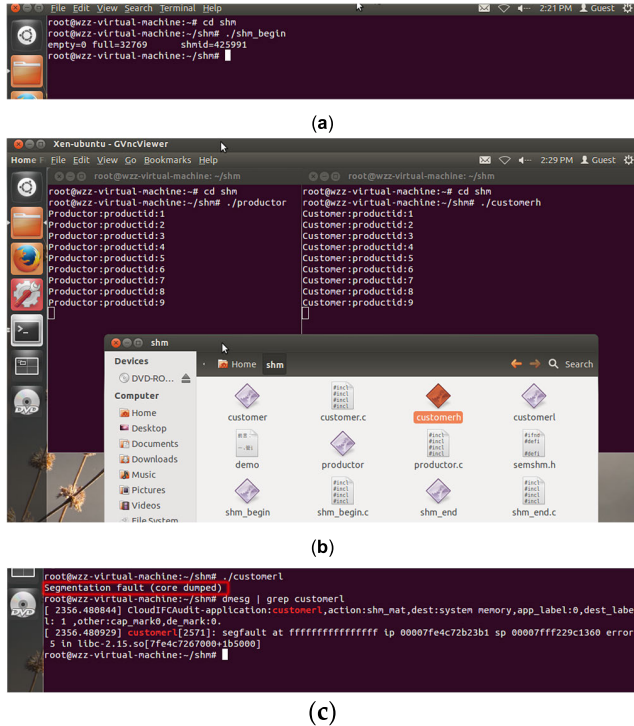 File Edit View Search Terminal Help 2:21 PM Guest
root@wzz-virtual-machine:~# cd shm
root@wzz-virtual-machine:~/shm# ./shm_begin
empty=0 full=32769 shmid=425991
root@wzz-virtual-machine:~/shm#
(a)
Xen-ubuntu - GVncViewer
Home F File Edit View Go Bookmarks Help 2:29 PM Guest
root@wzz-virtual-machine: ~/shm root@wzz-virtual-machine: ~/shm
root@wzz-virtual-machine:~# cd shm
root@wzz-virtual-machine:~/shm# ./productor
Productor:productid:1
Productor:productid:2
Productor:productid:3
Productor:productid:4
Productor:productid:5
Productor:productid:6
Productor:productid:7
Productor:productid:8
Productor:productid:9
root@wzz-virtual-machine:~# cd shm
root@wzz-virtual-machine:~/shm# ./customerh
Customer:productid:1
Customer:productid:2
Customer:productid:3
Customer:productid:4
Customer:productid:5
Customer:productid:6
Customer:productid:7
Customer:productid:8
Customer:productid:9
shm
Devices
DVD-RO...
Computer
Home
Desktop
Documents
Downloads
Music
Pictures
Videos
File System
Home shm Search
customer customer.c customerh customerl
demo productor productor.c semshm.h
shm_begin shm_begin.c shm_end shm_end.c
DVD
(b)
root@wzz-virtual-machine:~/shm# ./customerl
Segmentation fault (core dumped)
root@wzz-virtual-machine:~/shm# dmesg | grep customerl
[ 2356.480844] CloudIFCAudit-application:customerl,action:shm_mat,dest:system memory,app_label:0,dest_labe
l: 1 ,other:cap_mark0,de_mark:0.
[ 2356.480929] customerl[2571]: segfault at ffffffffffffffff ip 00007fe4c72b23b1 sp 00007fff229c1360 error
5 in libc-2.15.so[7fe4c7267000+1b5000]
root@wzz-virtual-machine:~/shm#
DVD
(c)